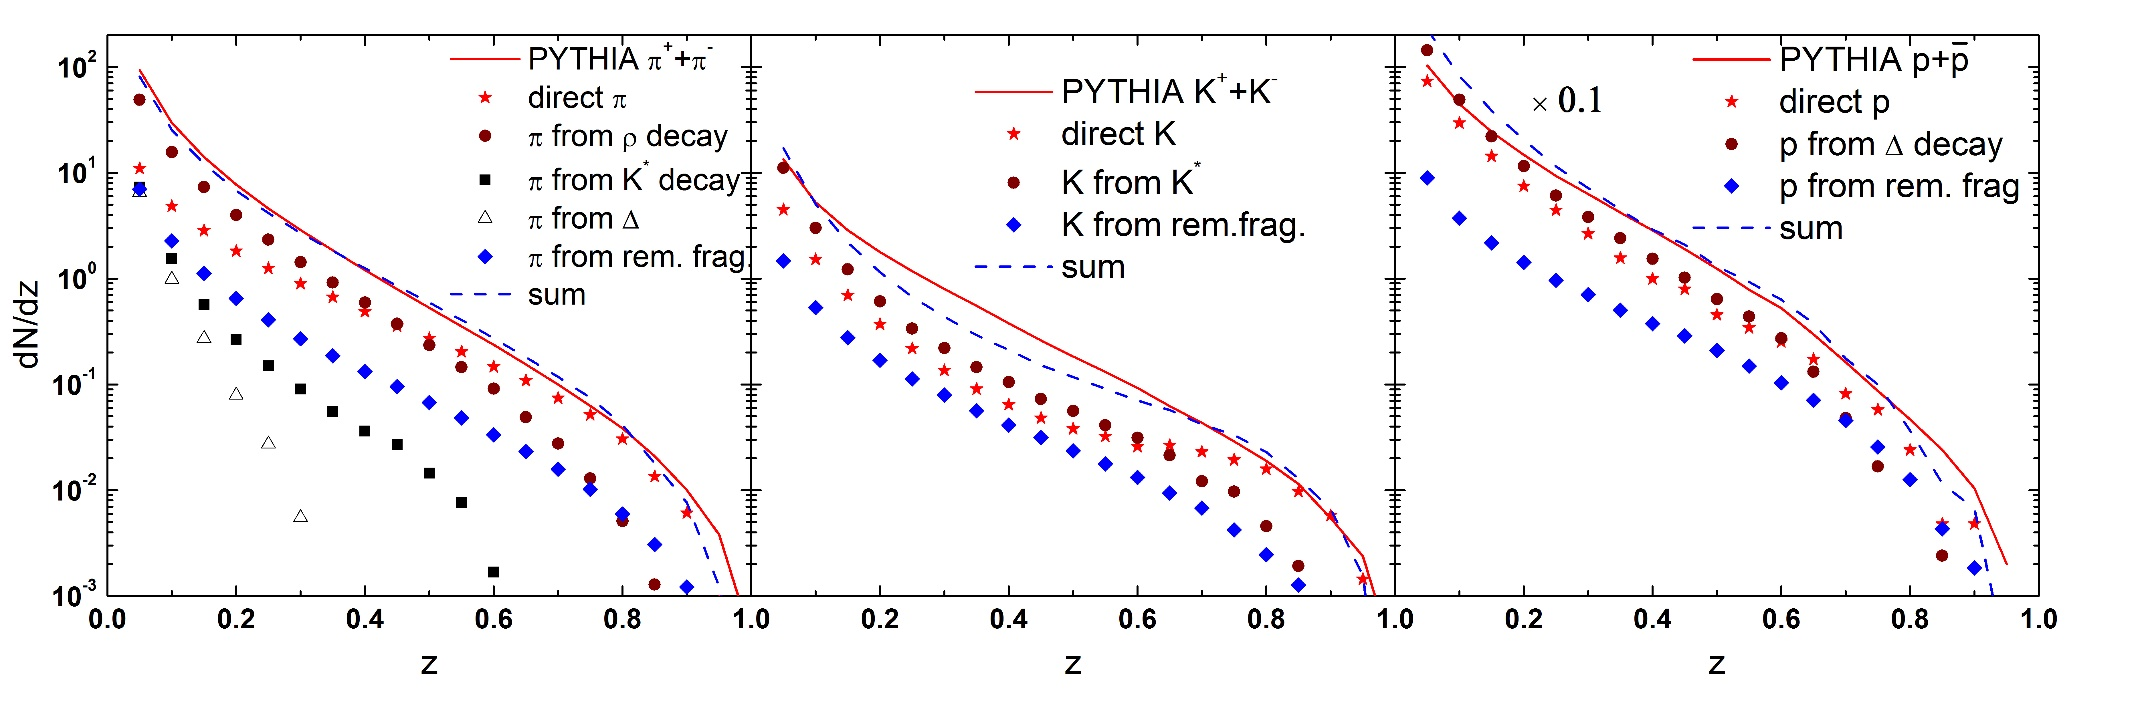 dN/dz
10²
10¹
10⁰
10⁻¹
10⁻²
10⁻³
PYTHIA π⁺+π⁻
direct π
π from ρ decay
π from K* decay
π from Δ
π from rem. frag.
sum
0.0 0.2 0.4 0.6 0.8 1.0
z
PYTHIA K⁺+K⁻
direct K
K from K*
K from rem.frag.
sum
0.2 0.4 0.6 0.8 1.0
z
× 0.1
PYTHIA p+p̄
direct p
p from Δ decay
p from rem. frag
sum
0.2 0.4 0.6 0.8 1.0
z